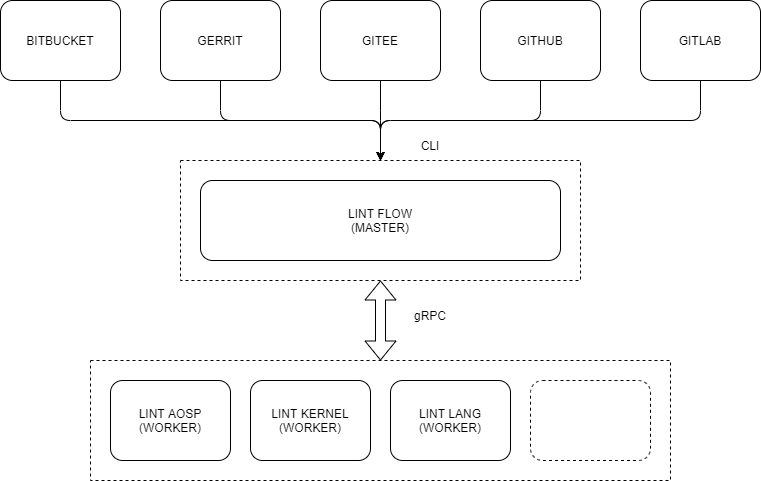 BITBUCKET
GERRIT
GITEE
GITHUB
GITLAB
CLI
LINT FLOW
(MASTER)
gRPC
LINT AOSP
(WORKER)
LINT KERNEL
(WORKER)
LINT LANG
(WORKER)